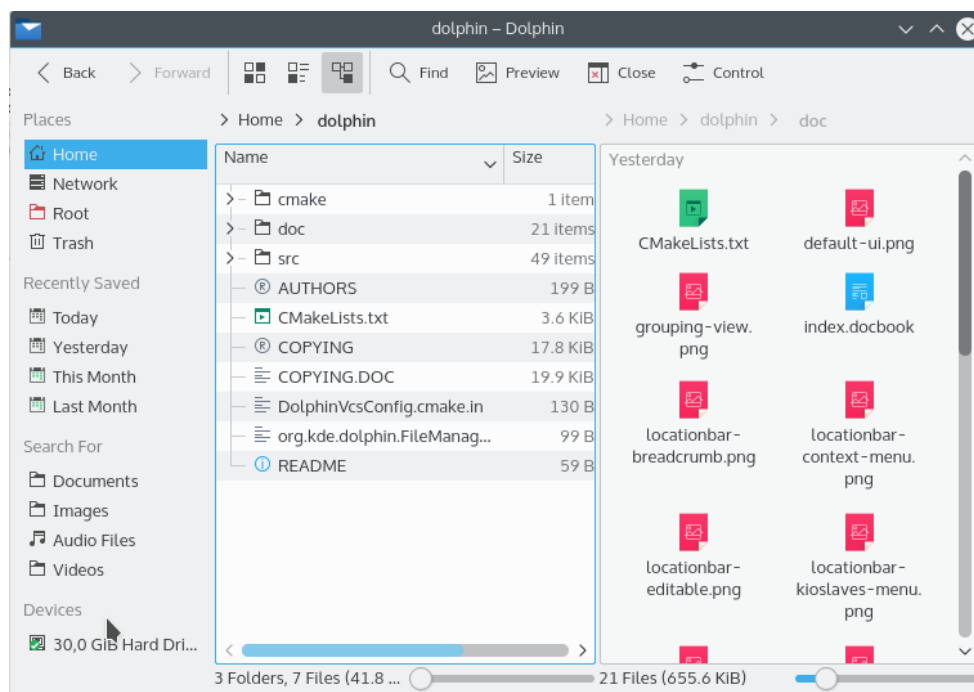 dolphin – Dolphin
Back
Forward
Find
Preview
Close
Control
Places
Home
Network
Root
Trash
Recently Saved
Today
Yesterday
This Month
Last Month
Search For
Documents
Images
Audio Files
Videos
Devices
30,0 GiB Hard Dri...
> Home > dolphin
Name Size
cmake 1 item
doc 21 items
src 49 items
AUTHORS 199 B
CMakeLists.txt 3.6 KiB
COPYING 17.8 KiB
COPYING.DOC 19.9 KiB
DolphinVcsConfig.cmake.in 130 B
org.kde.dolphin.FileManag... 99 B
README 59 B
3 Folders, 7 Files (41.8 ...
> Home > dolphin > doc
Yesterday
CMakeLists.txt
default-ui.png
grouping-view.
png
index.docbook
locationbar-
breadcrumb.png
locationbar-
context-menu.
png
locationbar-
editable.png
locationbar-
kioslaves-menu.
png
21 Files (655.6 KiB)